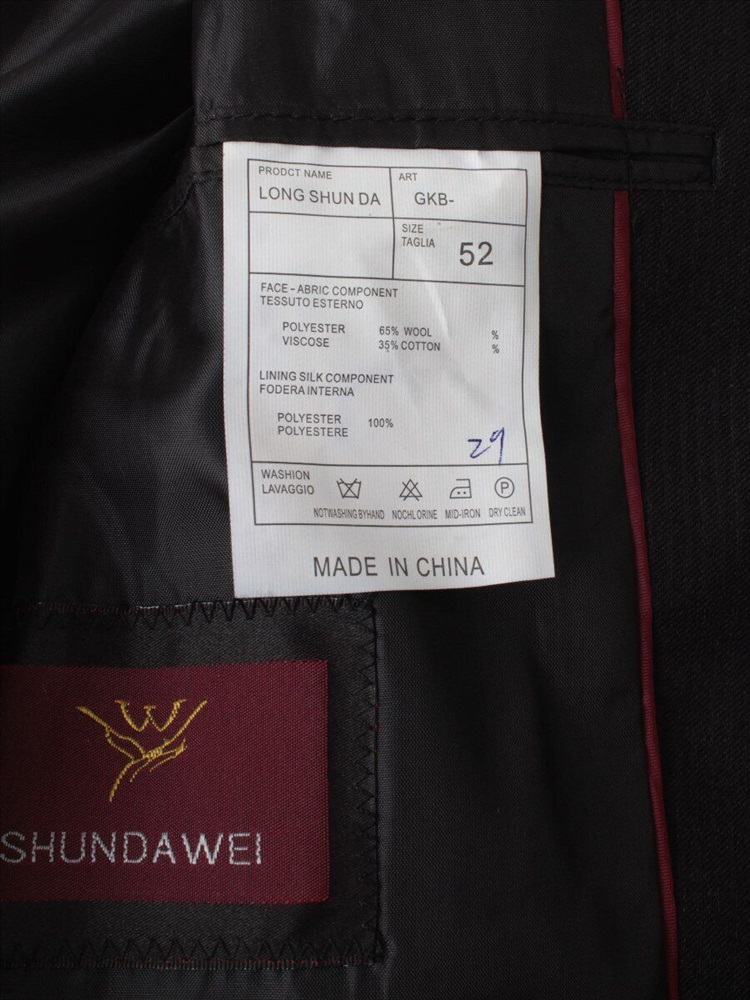 PRODCT NAME
LONG SHUN DA
ART
GKB-
SIZE
TAGLIA
52
FACE-ABRIC COMPONENT
TESSUTO ESTERNO
POLYESTER 65% WOOL %
VISCOSE 35% COTTON %
LINING SILK COMPONENT
FODERA INTERNA
POLYESTER 100%
POLYESTERE
29
WASHION
LAVAGGIO
P
NOTWASHING BYHAND NOCHLORINE MID-IRON DRY CLEAN
MADE IN CHINA
W
SHUNDAWEI